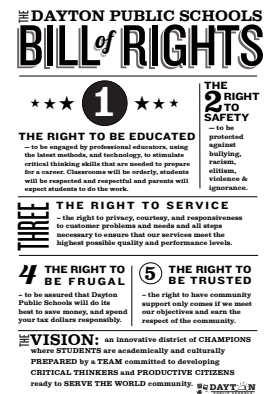 THE DAYTON PUBLIC SCHOOLS
BILL of RIGHTS
1
THE RIGHT TO BE EDUCATED
– to be engaged by professional educators, using
the latest methods, and technology, to stimulate
critical thinking skills that are needed to prepare
for a career. Classrooms will be orderly, students
will be respected and respectful and parents will
expect students to do the work.
THE
2 RIGHT
TO
SAFETY
– to be
protected
against
bullying,
racism,
elitism,
violence &
ignorance.
THREE
THE RIGHT TO SERVICE
– the right to privacy, courtesy, and responsiveness
to customer problems and needs and all steps
necessary to ensure that our services meet the
highest possible quality and performance levels.
4 THE RIGHT TO
BE FRUGAL
– to be assured that Dayton
Public Schools will do its
best to save money, and spend
your tax dollars responsibly.
5 THE RIGHT TO
BE TRUSTED
– the right to have community
support only comes if we meet
our objectives and earn the
respect of the community.
THE VISION: an innovative district of CHAMPIONS
where STUDENTS are academically and culturally
PREPARED by a TEAM committed to developing
CRITICAL THINKERS and PRODUCTIVE CITIZENS
ready to SERVE THE WORLD community.
DAYTON
PUBLIC SCHOOLS